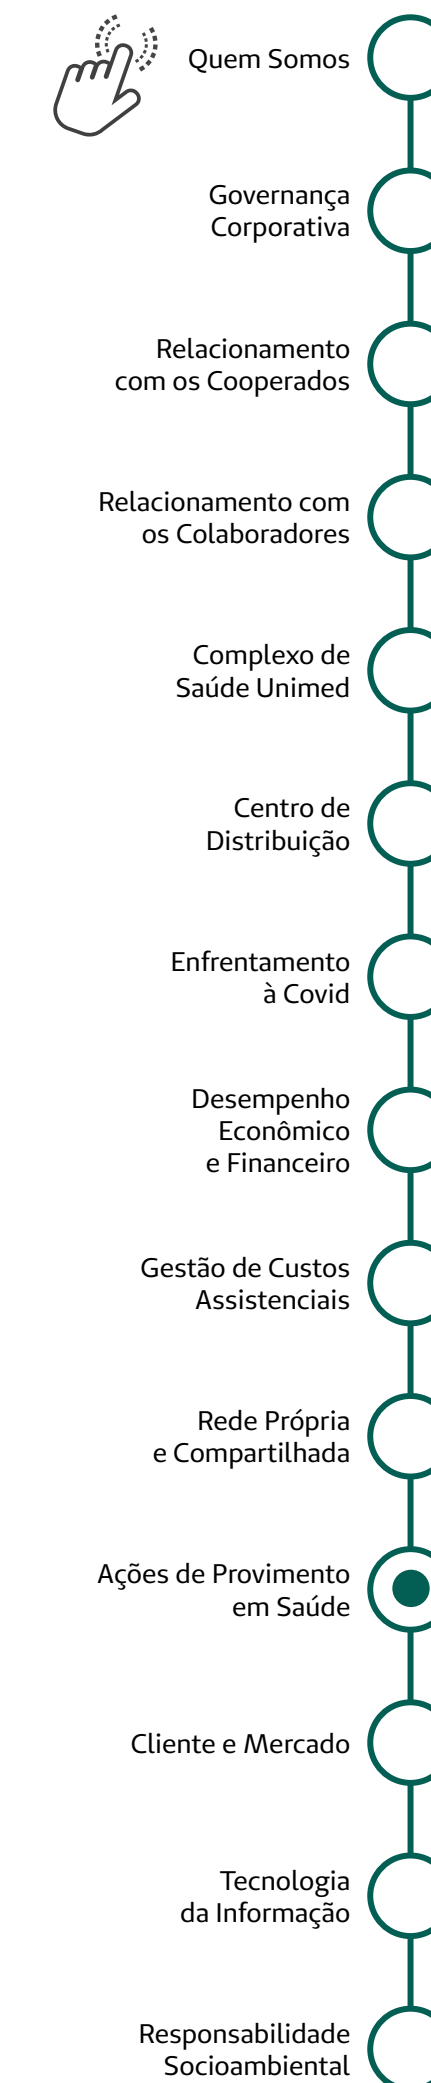 Quem Somos
Governança
Corporativa
Relacionamento
com os Cooperados
Relacionamento com
os Colaboradores
Complexo de
Saúde Unimed
Centro de
Distribuição
Enfrentamento
à Covid
Desempenho
Econômico
e Financeiro
Gestão de Custos
Assistenciais
Rede Própria
e Compartilhada
Ações de Provimento
em Saúde
Cliente e Mercado
Tecnologia
da Informação
Responsabilidade
Socioambiental